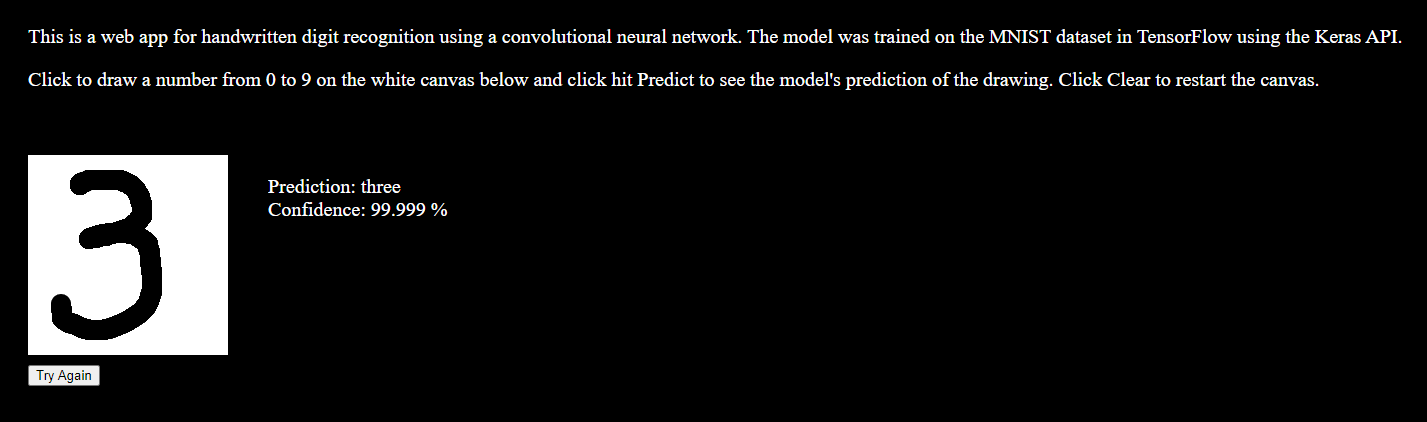 This is a web app for handwritten digit recognition using a convolutional neural network. The model was trained on the MNIST dataset in TensorFlow using the Keras API.
Click to draw a number from 0 to 9 on the white canvas below and click hit Predict to see the model's prediction of the drawing. Click Clear to restart the canvas.
3
Prediction: three
Confidence: 99.999 %
Try Again